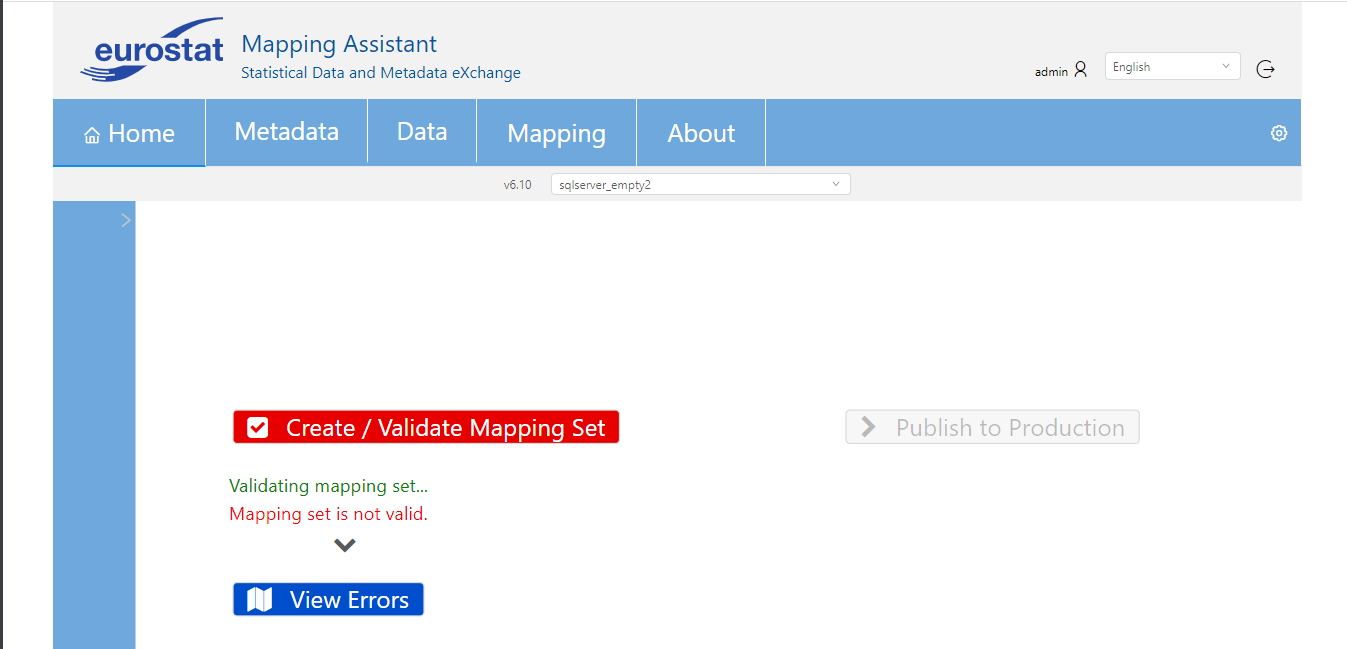 eurostat
Mapping Assistant
Statistical Data and Metadata eXchange
admin
English
Home
Metadata
Data
Mapping
About
v6.10
sqlserver_empty2
Create / Validate Mapping Set
Publish to Production
Validating mapping set...
Mapping set is not valid.
View Errors